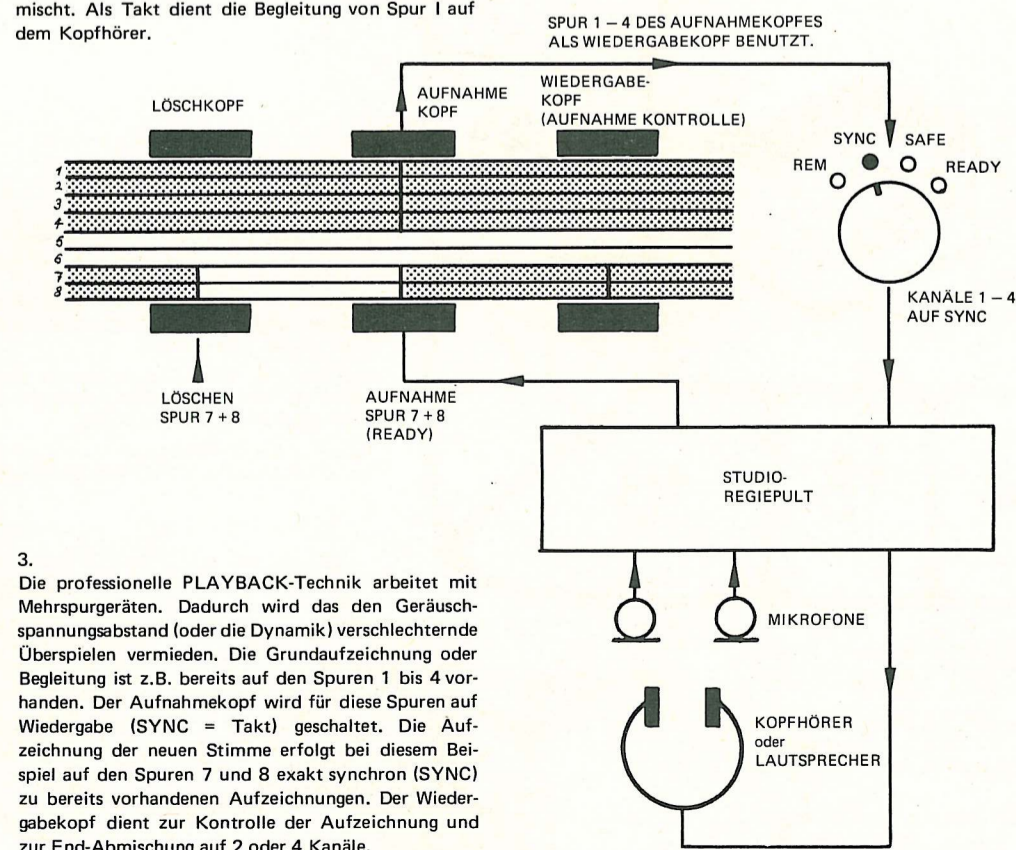 mischt. Als Takt dient die Begleitung von Spur I auf
dem Kopfhörer.
SPUR 1 – 4 DES AUFNAHMEKOPFES
ALS WIEDERGABEKOPF BENUTZT.
LÖSCHKOPF
AUFNAHME
KOPF
WIEDERGABE-
KOPF
(AUFNAHME KONTROLLE)
REM
SYNC
SAFE
READY
1
2
3
4
5
6
7
8
KANÄLE 1 – 4
AUF SYNC
LÖSCHEN
SPUR 7 + 8
AUFNAHME
SPUR 7 + 8
(READY)
STUDIO-
REGIEPULT
MIKROFONE
KOPFHÖRER
oder
LAUTSPRECHER
3.
Die professionelle PLAYBACK-Technik arbeitet mit
Mehrspurgeräten. Dadurch wird das den Geräusch-
spannungsabstand (oder die Dynamik) verschlechternde
Überspielen vermieden. Die Grundaufzeichnung oder
Begleitung ist z.B. bereits auf den Spuren 1 bis 4 vor-
handen. Der Aufnahmekopf wird für diese Spuren auf
Wiedergabe (SYNC = Takt) geschaltet. Die Auf-
zeichnung der neuen Stimme erfolgt bei diesem Bei-
spiel auf den Spuren 7 und 8 exakt synchron (SYNC)
zu bereits vorhandenen Aufzeichnungen. Der Wieder-
gabekopf dient zur Kontrolle der Aufzeichnung und
zur End-Abmischung auf 2 oder 4 Kanäle.